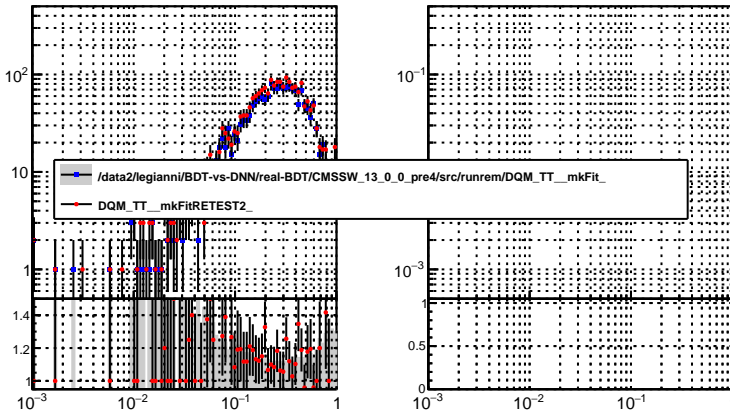 10²
10
1
1.4
1.2
1
10⁻³ 10⁻² 10⁻¹ 1
/data2/legianni/BDT-vs-DNN/real-BDT/CMSSW_13_0_0_pre4/src/runrem/DQM_TT__mkFit_
DQM_TT__mkFitRETEST2_
10⁻¹
10⁻³
1
0.5
0
10⁻³ 10⁻² 10⁻¹ 1